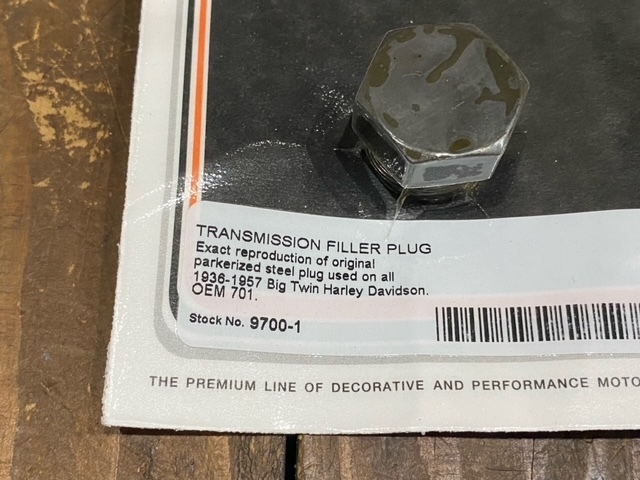 TRANSMISSION FILLER PLUG
Exact reproduction of original
parkerized steel plug used on all
1936-1957 Big Twin Harley Davidson.
OEM 701.
Stock No. 9700-1
THE PREMIUM LINE OF DECORATIVE AND PERFORMANCE MOTO